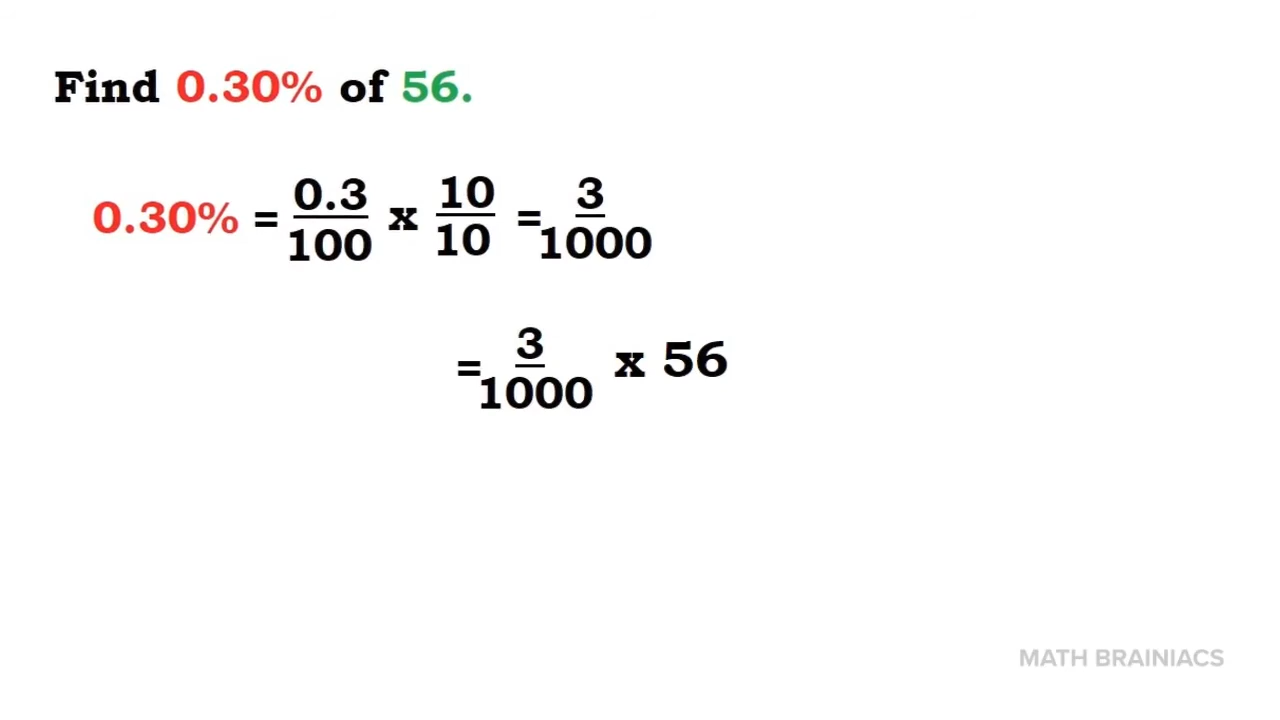 Find 0.30% of 56.
0.30% = 0.3/100 x 10/10 = 3/1000
= 3/1000 x 56
MATH BRAINIACS